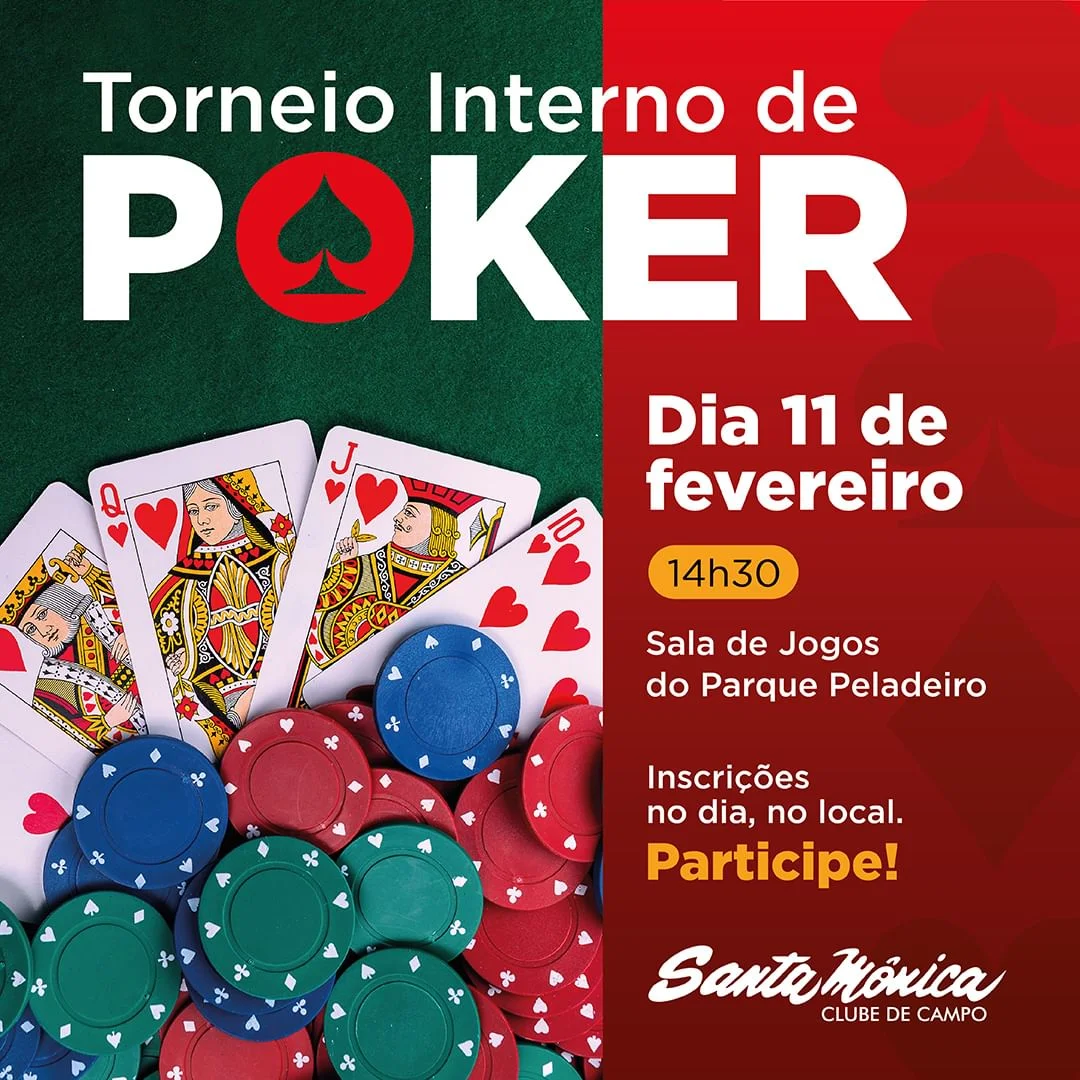 Torneio Interno de
POKER
Dia 11 de
fevereiro
14h30
Sala de Jogos
do Parque Peladeiro
Inscrições
no dia, no local.
Participe!
Santa Mônica
CLUBE DE CAMPO
Q
J
10